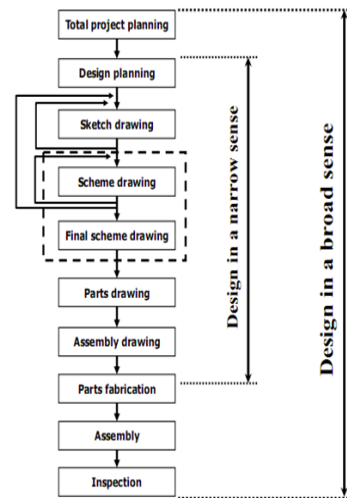 Total project planning
Design planning
Sketch drawing
Scheme drawing
Final scheme drawing
Parts drawing
Assembly drawing
Parts fabrication
Assembly
Inspection
Design in a narrow sense
Design in a broad sense